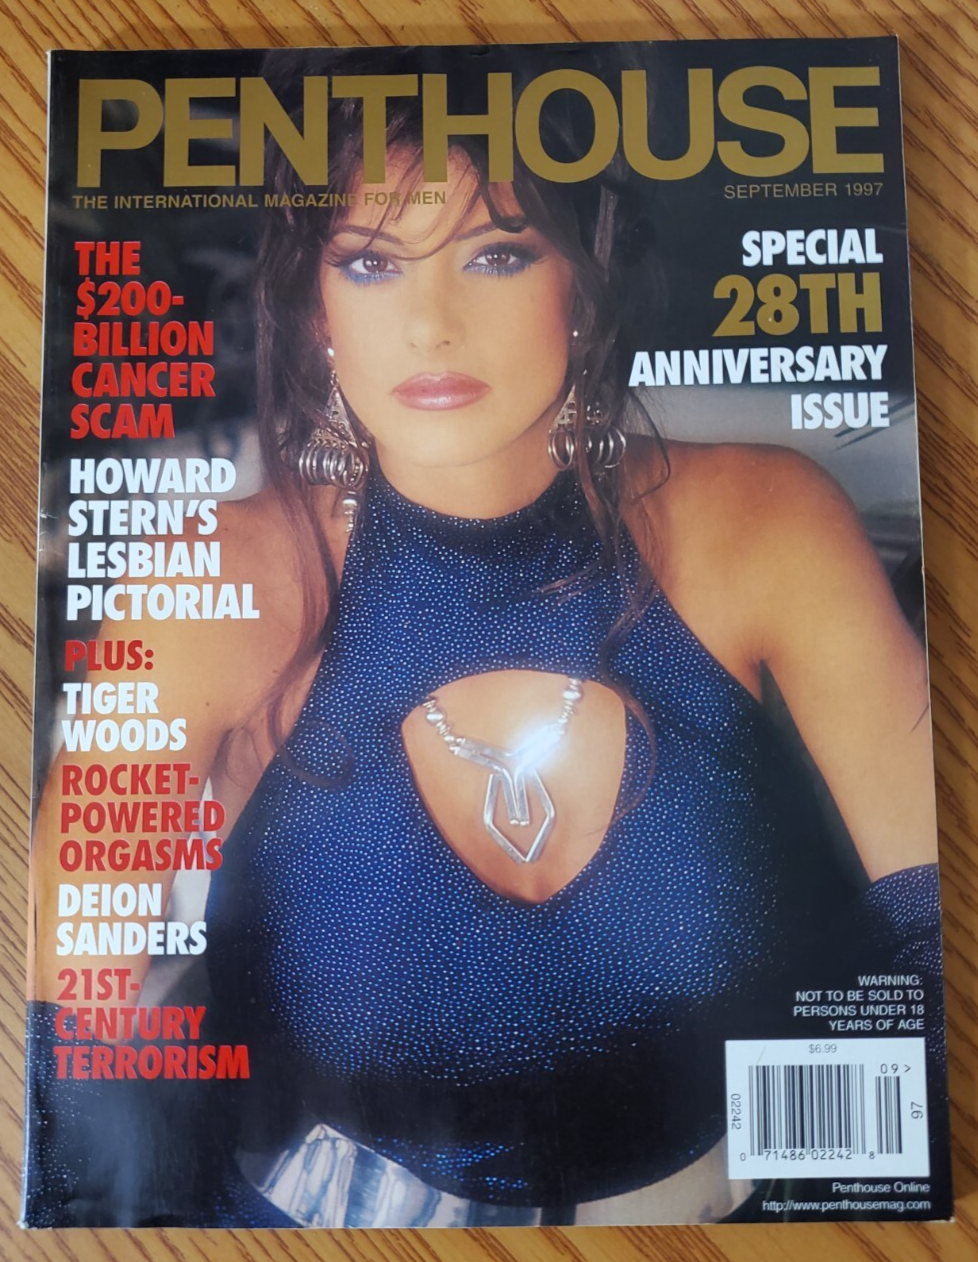 PENTHOUSE
THE INTERNATIONAL MAGAZINE FOR MEN
SEPTEMBER 1997
THE
$200-
BILLION
CANCER
SCAM
HOWARD
STERN'S
LESBIAN
PICTORIAL
PLUS:
TIGER
WOODS
ROCKET-
POWERED
ORGASMS
DEION
SANDERS
21ST-
CENTURY
TERRORISM
SPECIAL
28TH
ANNIVERSARY
ISSUE
WARNING:
NOT TO BE SOLD TO
PERSONS UNDER 18
YEARS OF AGE
$6.99
09 >
02242
97
0 71486 02242 8
Penthouse Online
http://www.penthousemag.com